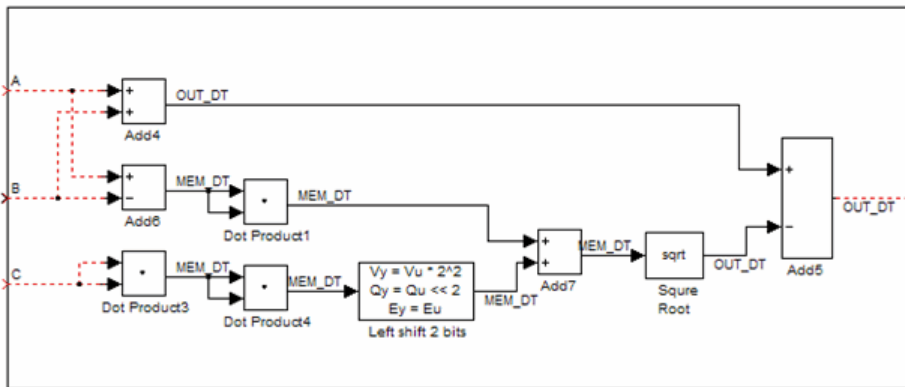 A
+
+
OUT_DT
Add4
B
+
−
MEM_DT
Add6
MEM_DT
Dot Product1
+
−
OUT_DT
Add5
C
MEM_DT
Dot Product3
MEM_DT
Dot Product4
Vy = Vu * 2^2
Qy = Qu << 2
Ey = Eu
MEM_DT
Left shift 2 bits
+
+
MEM_DT
Add7
sqrt
OUT_DT
Squre
Root